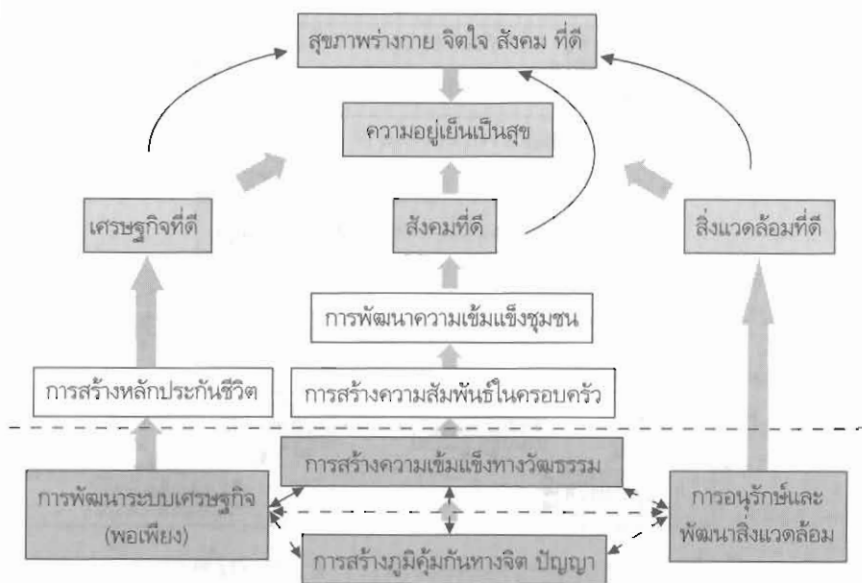 สุขภาพร่างกาย จิตใจ สังคม ที่ดี
ความอยู่เย็นเป็นสุข
เศรษฐกิจที่ดี
สังคมที่ดี
สิ่งแวดล้อมที่ดี
การพัฒนาความเข้มแข็งชุมชน
การสร้างหลักประกันชีวิต
การสร้างความสัมพันธ์ในครอบครัว
การสร้างความเข้มแข็งทางวัฒธรรม
การพัฒนาระบบเศรษฐกิจ
(พอเพียง)
การอนุรักษ์และ
พัฒนาสิ่งแวดล้อม
การสร้างภูมิคุ้มกันทางจิต ปัญญา